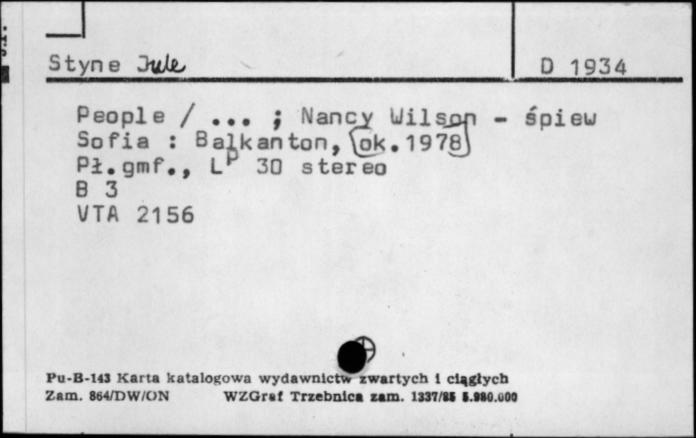 Styne Jule D 1934
People / ... ; Nancy Wilson - śpiew
Sofia : Balkanton, [ok. 1978]
Pł. gmf., LP 30 stereo
B 3
VTA 2156
Pu-B-143 Karta katalogowa wydawnictw zwartych i ciągłych
Zam. 864/DW/ON WZGraf Trzebnica zam. 1337/85 5.980.000